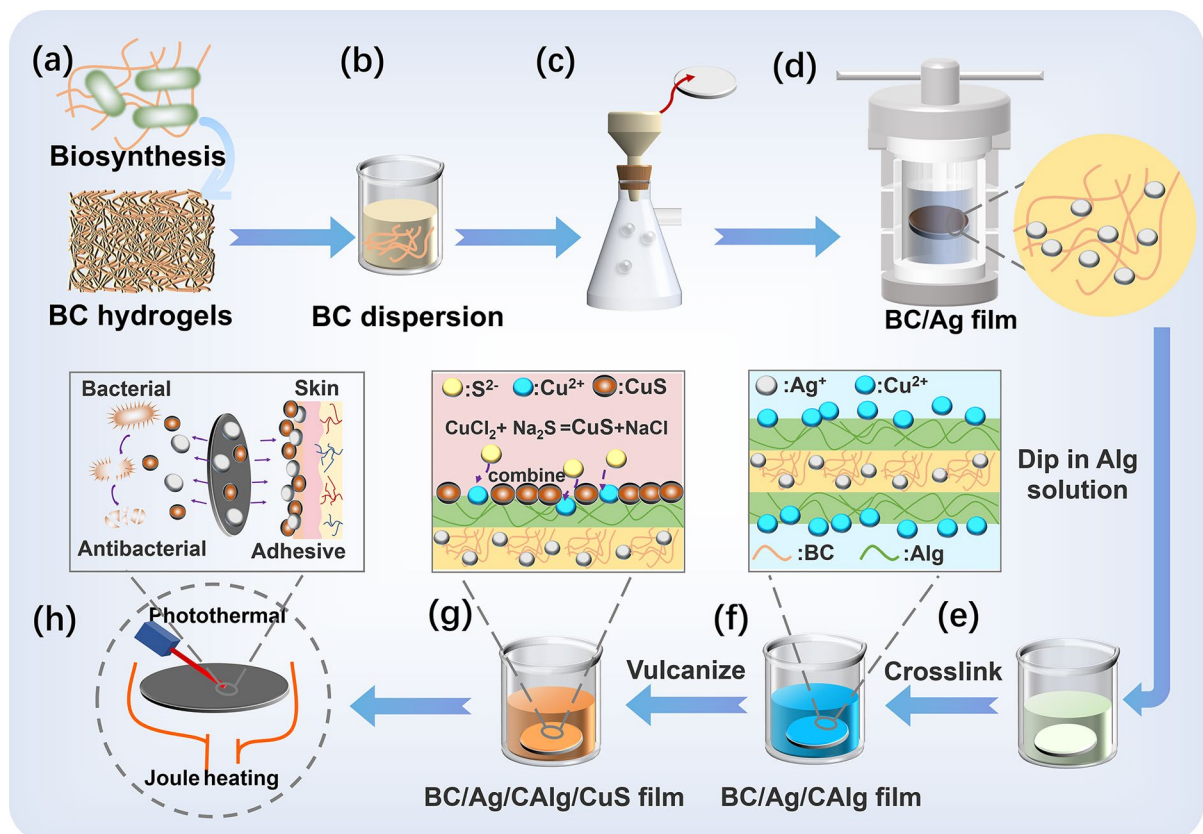 (a)
(b)
(c)
(d)
Biosynthesis
BC hydrogels
BC dispersion
BC/Ag film
Bacterial
Skin
Antibacterial
Adhesive
:S²⁻ :Cu²⁺ :CuS
CuCl₂+ Na₂S =CuS+NaCl
combine
:Ag⁺ :Cu²⁺
:BC :Alg
Dip in Alg
solution
(h)
Photothermal
Joule heating
(g)
Vulcanize
(f)
Crosslink
(e)
BC/Ag/CAlg/CuS film
BC/Ag/CAlg film